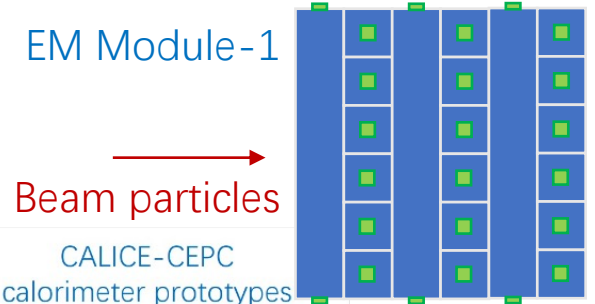 EM Module-1
Beam particles
CALICE-CEPC
calorimeter prototypes